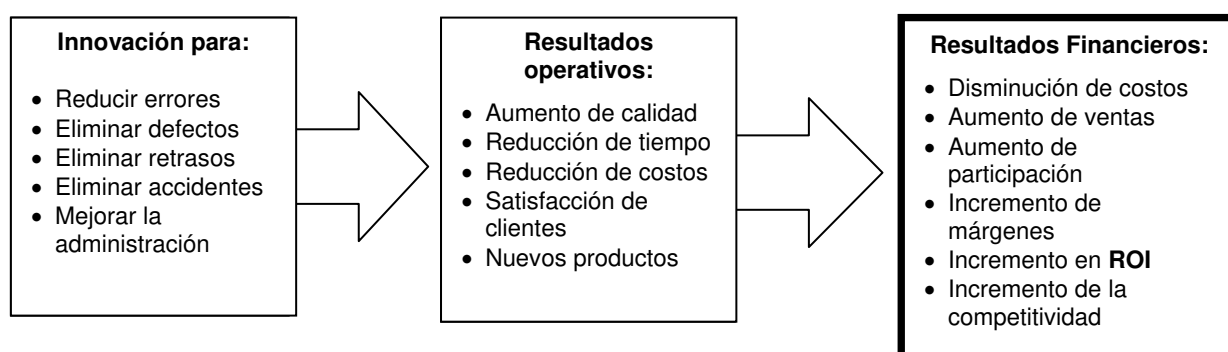 Innovación para:
• Reducir errores
• Eliminar defectos
• Eliminar retrasos
• Eliminar accidentes
• Mejorar la
administración
Resultados
operativos:
• Aumento de calidad
• Reducción de tiempo
• Reducción de costos
• Satisfacción de
clientes
• Nuevos productos
Resultados Financieros:
• Disminución de costos
• Aumento de ventas
• Aumento de
participación
• Incremento de
márgenes
• Incremento en ROI
• Incremento de la
competitividad